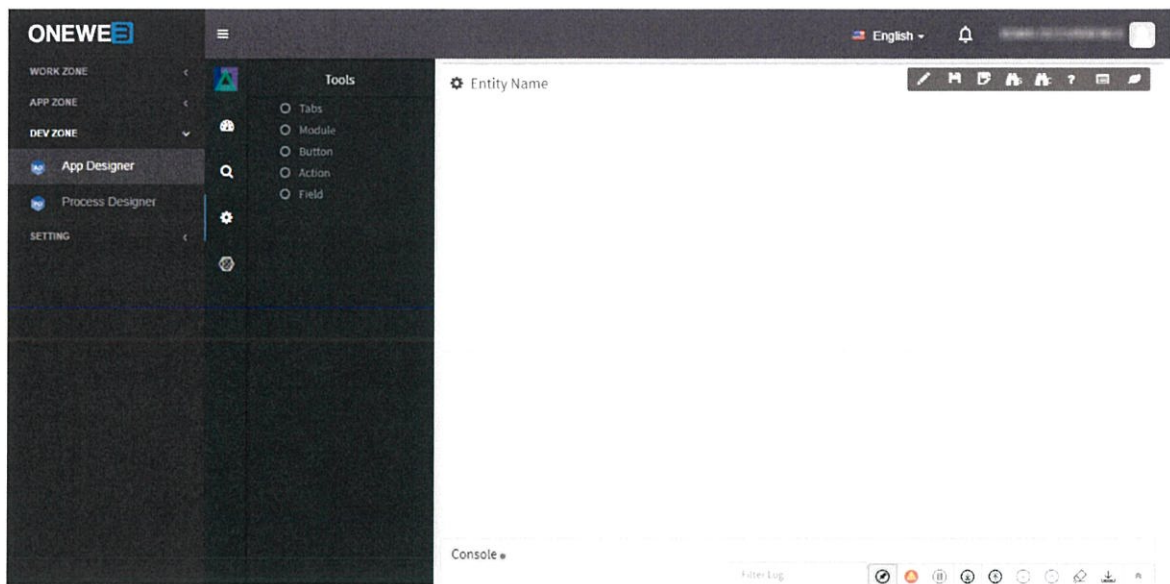 ONEWEB
English
WORK ZONE
APP ZONE
DEV ZONE
App Designer
Process Designer
SETTING
Tools
Tabs
Module
Button
Action
Field
Entity Name
Console
Filter Log